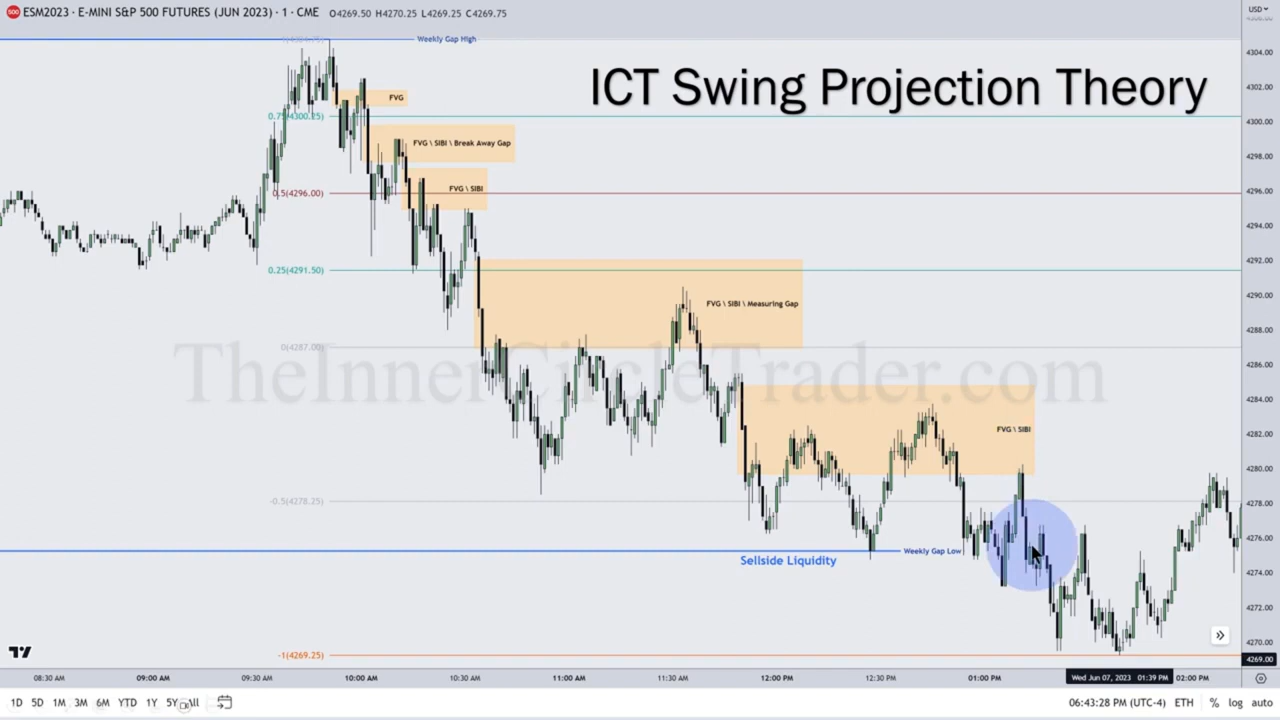 ESM2023 · E-MINI S&P 500 FUTURES (JUN 2023) · 1 · CME O4269.50 H4270.25 L4269.25 C4269.75
USD
ICT Swing Projection Theory
Weekly Gap High
FVG
0.75(4300.25)
FVG \ SIBI \ Break Away Gap
FVG \ SIBI
0.5(4296.00)
0.25(4291.50)
FVG \ SIBI \ Measuring Gap
0(4287.00)
TheInnerCircleTrader.com
FVG \ SIBI
-0.5(4278.25)
Weekly Gap Low
Sellside Liquidity
-1(4269.25)
4304.00
4302.00
4300.00
4298.00
4296.00
4294.00
4292.00
4290.00
4288.00
4286.00
4284.00
4282.00
4280.00
4278.00
4276.00
4274.00
4272.00
4270.00
4269.00
08:30 AM 09:00 AM 09:30 AM 10:00 AM 10:30 AM 11:00 AM 11:30 AM 12:00 PM 12:30 PM 01:00 PM Wed Jun 07, 2023 01:39 PM 02:00 PM
1D 5D 1M 3M 6M YTD 1Y 5Y All 06:43:28 PM (UTC-4) ETH % log auto